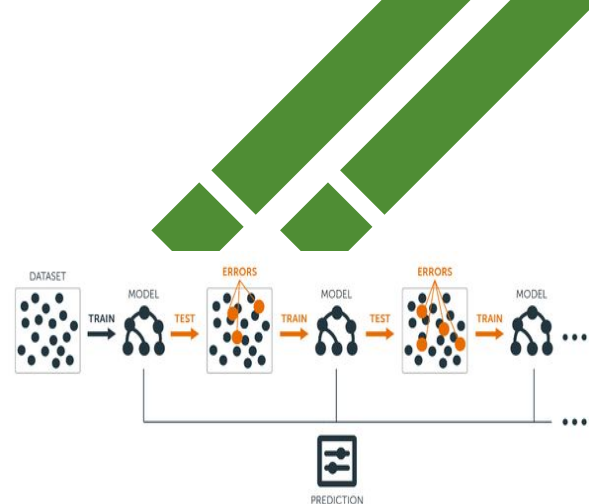 DATASET
TRAIN
MODEL
TEST
ERRORS
TRAIN
MODEL
TEST
ERRORS
TRAIN
MODEL
PREDICTION